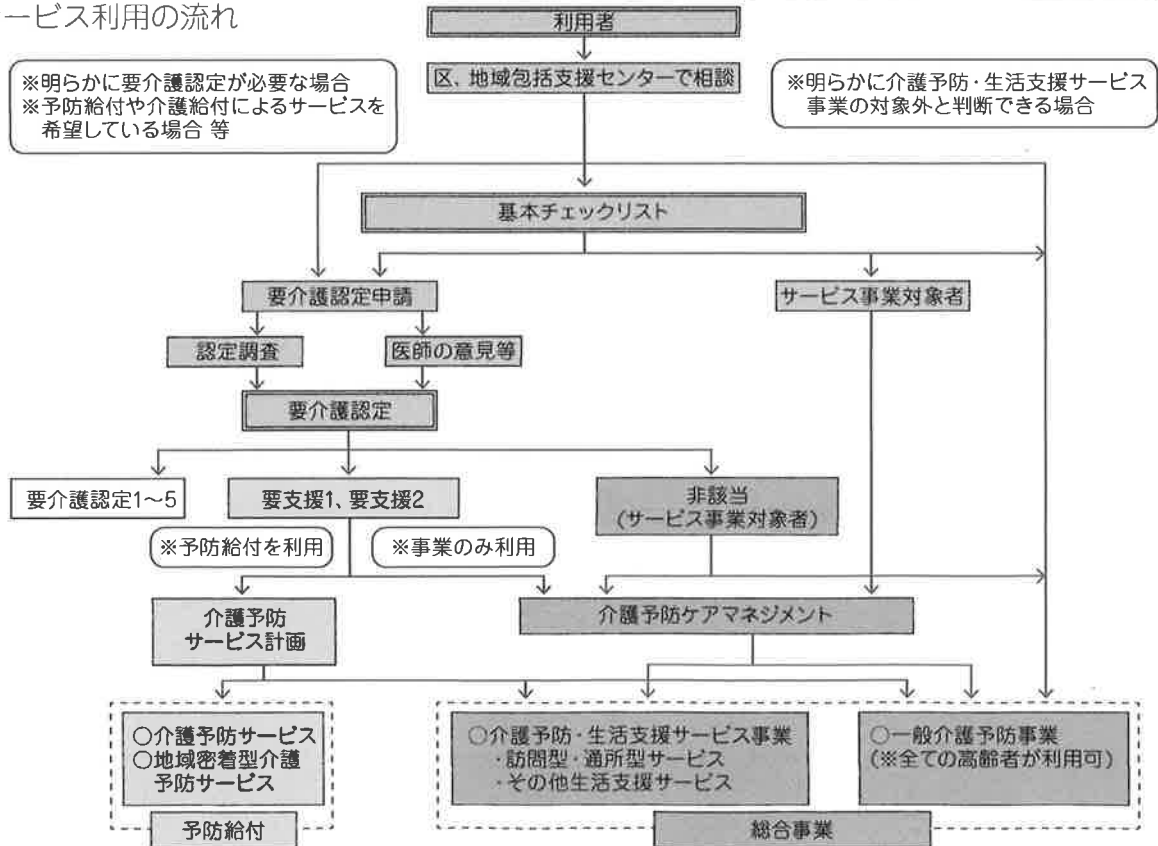 ービス利用の流れ
利用者
区、地域包括支援センターで相談
※明らかに要介護認定が必要な場合
※予防給付や介護給付によるサービスを
希望している場合 等
※明らかに介護予防・生活支援サービス
事業の対象外と判断できる場合
基本チェックリスト
要介護認定申請
サービス事業対象者
認定調査
医師の意見等
要介護認定
要介護認定1～5
要支援1、要支援2
非該当
(サービス事業対象者)
※予防給付を利用
※事業のみ利用
介護予防
サービス計画
介護予防ケアマネジメント
○介護予防サービス
○地域密着型介護
予防サービス
○介護予防・生活支援サービス事業
・訪問型・通所型サービス
・その他生活支援サービス
○一般介護予防事業
(※全ての高齢者が利用可)
予防給付
総合事業